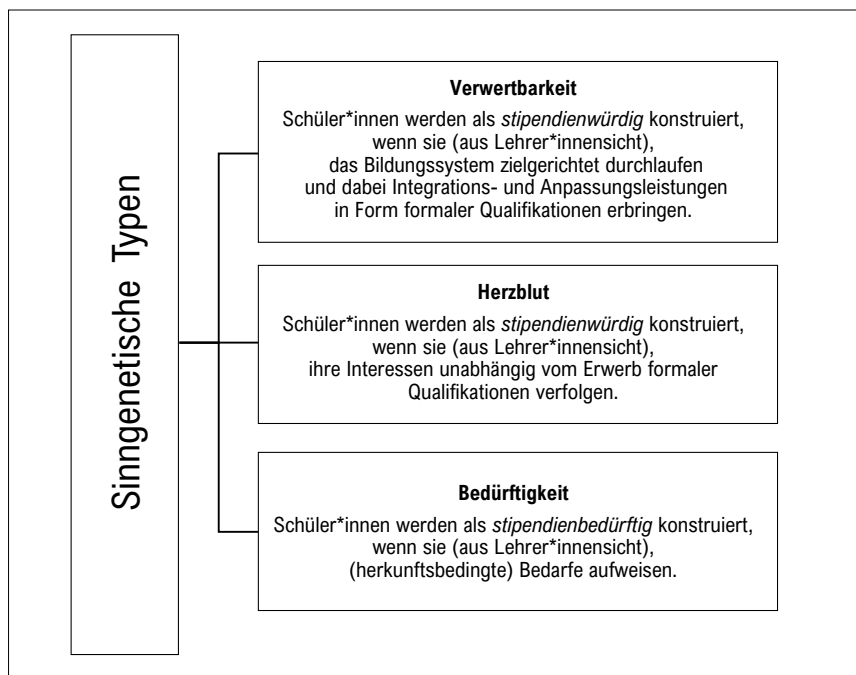 Sinngenetische Typen
Verwertbarkeit
Schüler*innen werden als stipendienwürdig konstruiert,
wenn sie (aus Lehrer*innensicht),
das Bildungssystem zielgerichtet durchlaufen
und dabei Integrations- und Anpassungsleistungen
in Form formaler Qualifikationen erbringen.
Herzblut
Schüler*innen werden als stipendienwürdig konstruiert,
wenn sie (aus Lehrer*innensicht),
ihre Interessen unabhängig vom Erwerb formaler
Qualifikationen verfolgen.
Bedürftigkeit
Schüler*innen werden als stipendienbedürftig konstruiert,
wenn sie (aus Lehrer*innensicht),
(herkunftsbedingte) Bedarfe aufweisen.